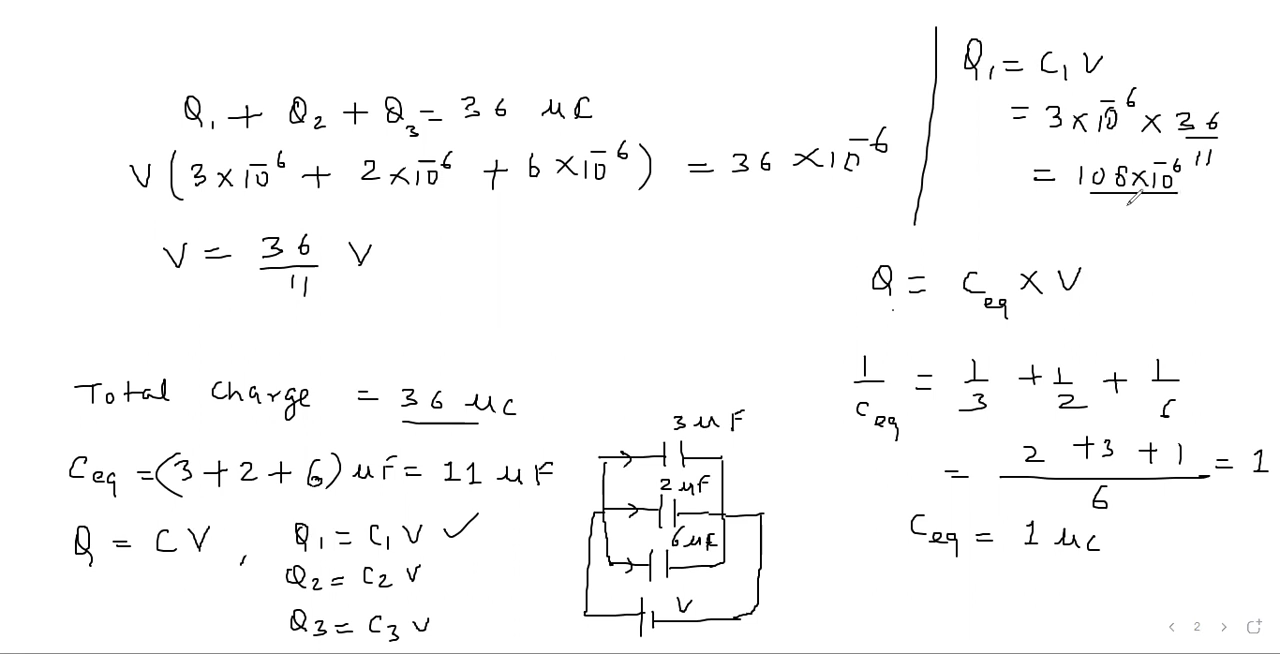 Q₁ + Q₂ + Q₃ = 36 μC
V (3×10⁻⁶ + 2×10⁻⁶ + 6×10⁻⁶) = 36×10⁻⁶
V = 36/11 V
Q₁ = C₁ V
= 3×10⁻⁶ × 36/11
= 108×10⁻⁶
Q = Ceq × V
Total Charge = 36 μC
Ceq = (3+2+6) μF = 11 μF
Q = CV, Q₁ = C₁ V ✓
Q₂ = C₂ V
Q₃ = C₃ V
3 μF
2 μF
6 μF
V
1/Ceq = 1/3 + 1/2 + 1/6
= (2 + 3 + 1)/6 = 1
Ceq = 1 μC
< 2 >